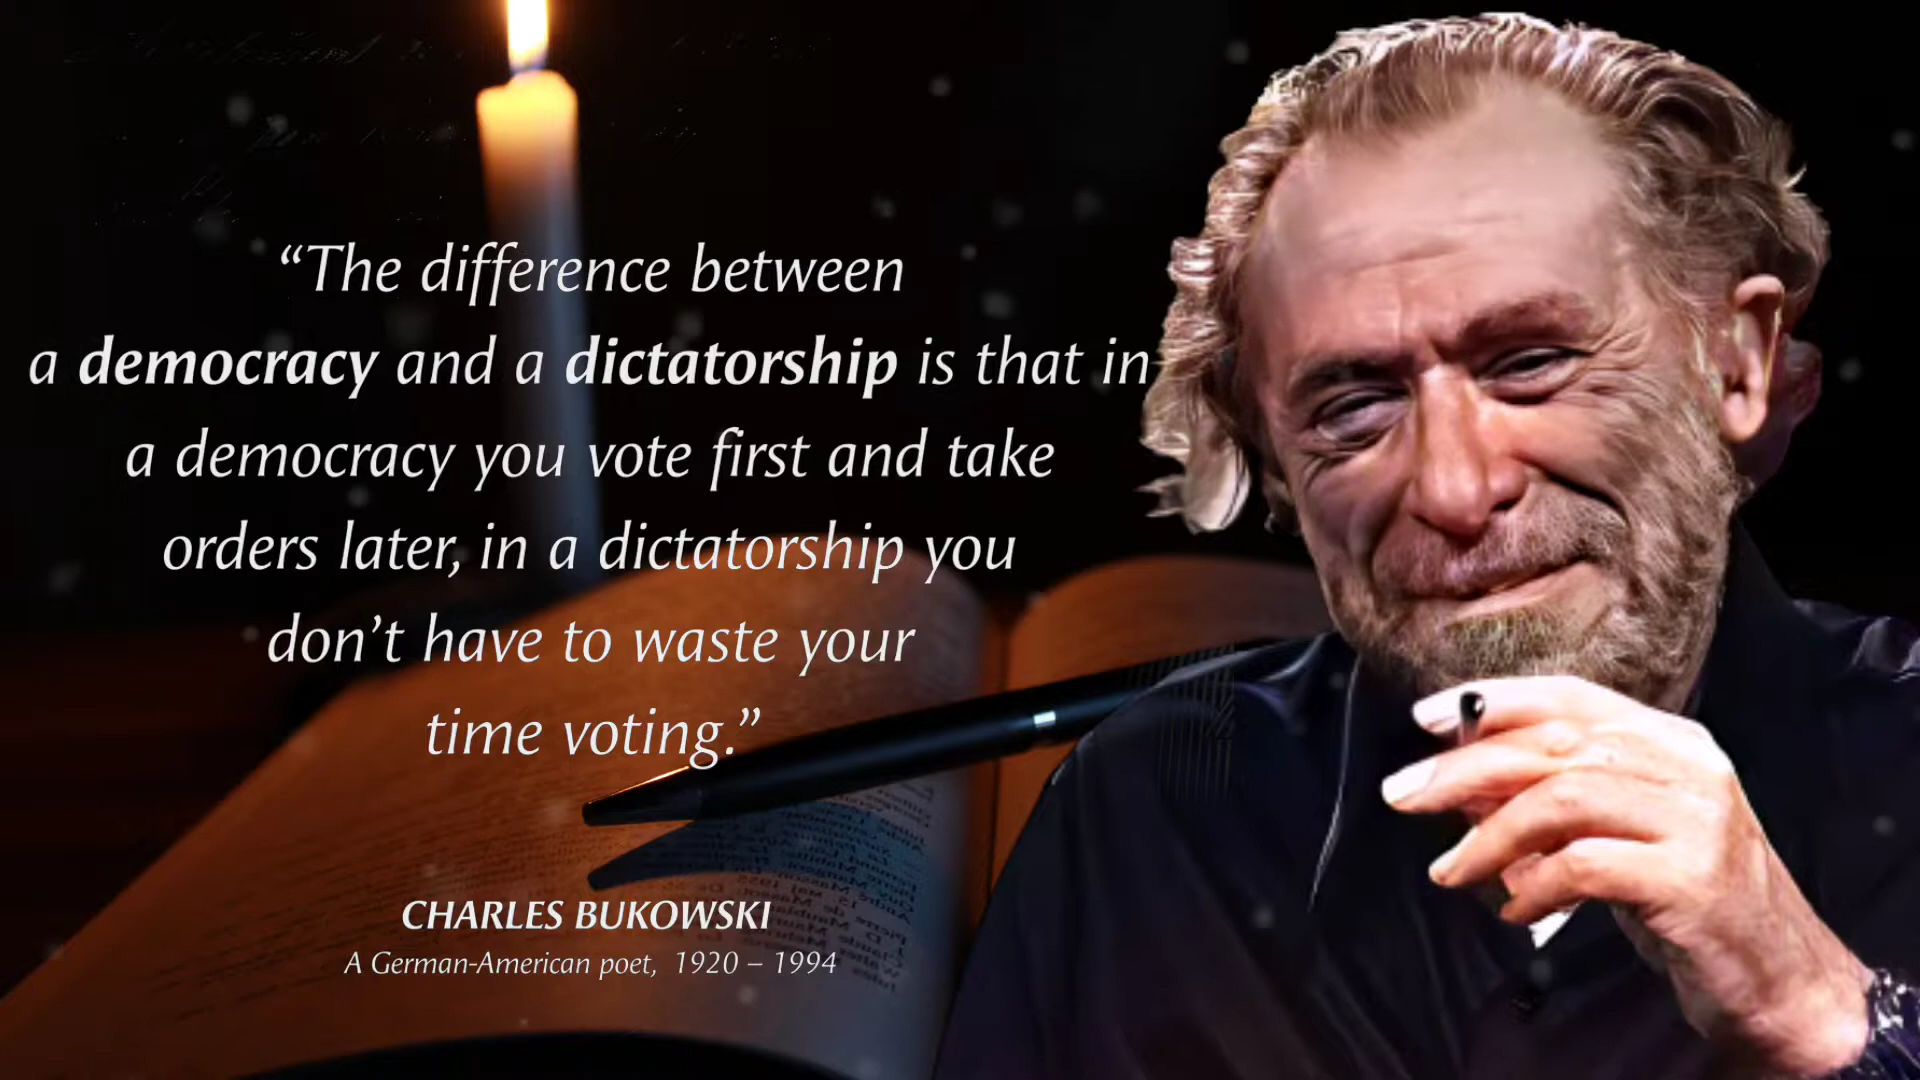 “The difference between
a democracy and a dictatorship is that in
a democracy you vote first and take
orders later, in a dictatorship you
don’t have to waste your
time voting.”
CHARLES BUKOWSKI
A German-American poet, 1920 – 1994